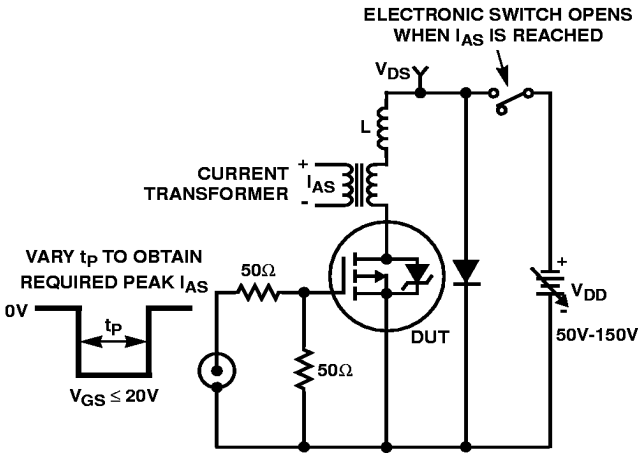 ELECTRONIC SWITCH OPENS
WHEN IAS IS REACHED
VDS
L
CURRENT
TRANSFORMER
+
IAS
-
VARY tP TO OBTAIN
REQUIRED PEAK IAS
0V
tP
VGS ≤ 20V
50Ω
50Ω
DUT
+
VDD
-
50V-150V